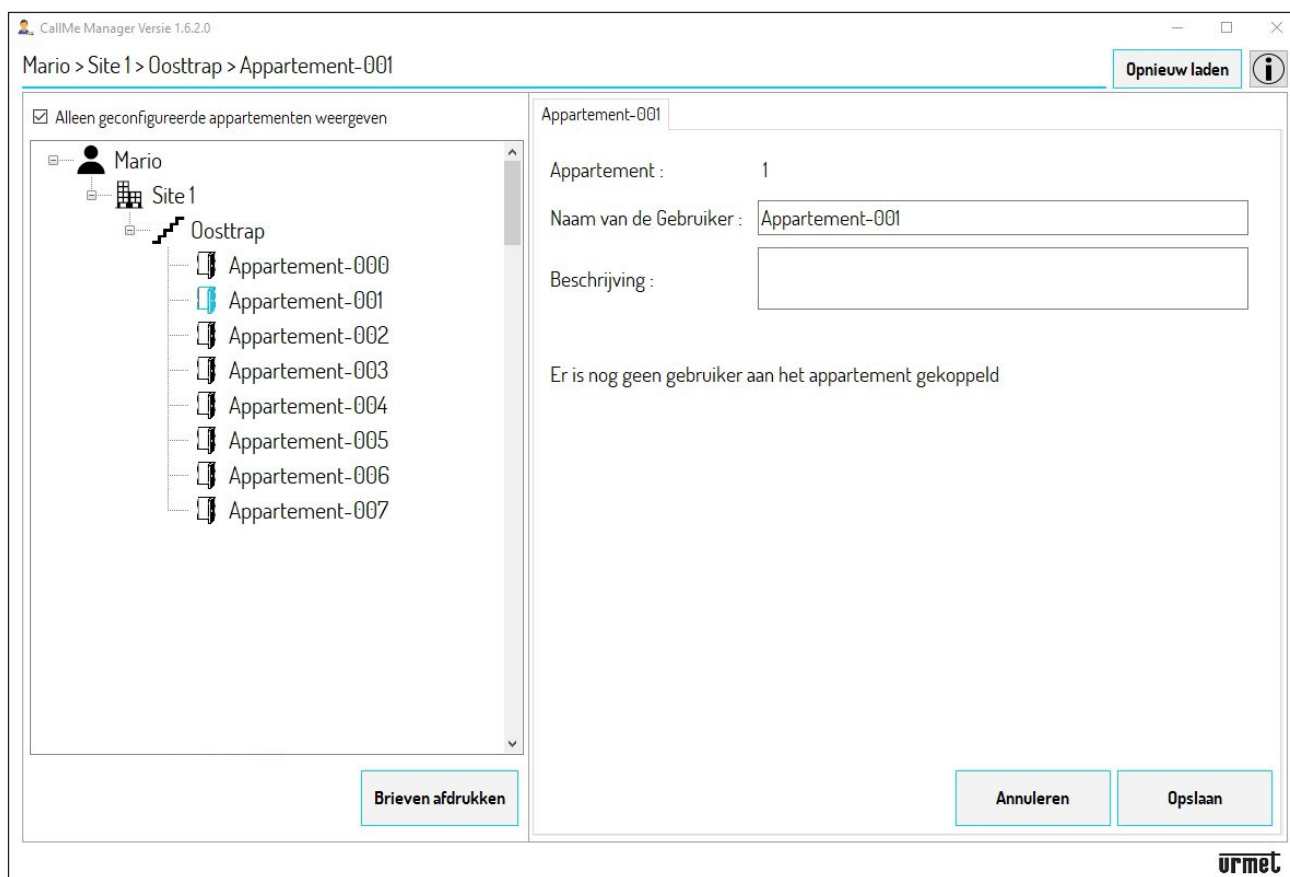 CallMe Manager Versie 1.6.2.0
Mario > Site 1 > Oosttrap > Appartement-001
Opnieuw laden
Alleen geconfigureerde appartementen weergeven
Mario
Site 1
Oosttrap
Appartement-000
Appartement-001
Appartement-002
Appartement-003
Appartement-004
Appartement-005
Appartement-006
Appartement-007
Brieven afdrukken
Appartement-001
Appartement : 1
Naam van de Gebruiker : Appartement-001
Beschrijving :
Er is nog geen gebruiker aan het appartement gekoppeld
Annuleren
Opslaan
urmet